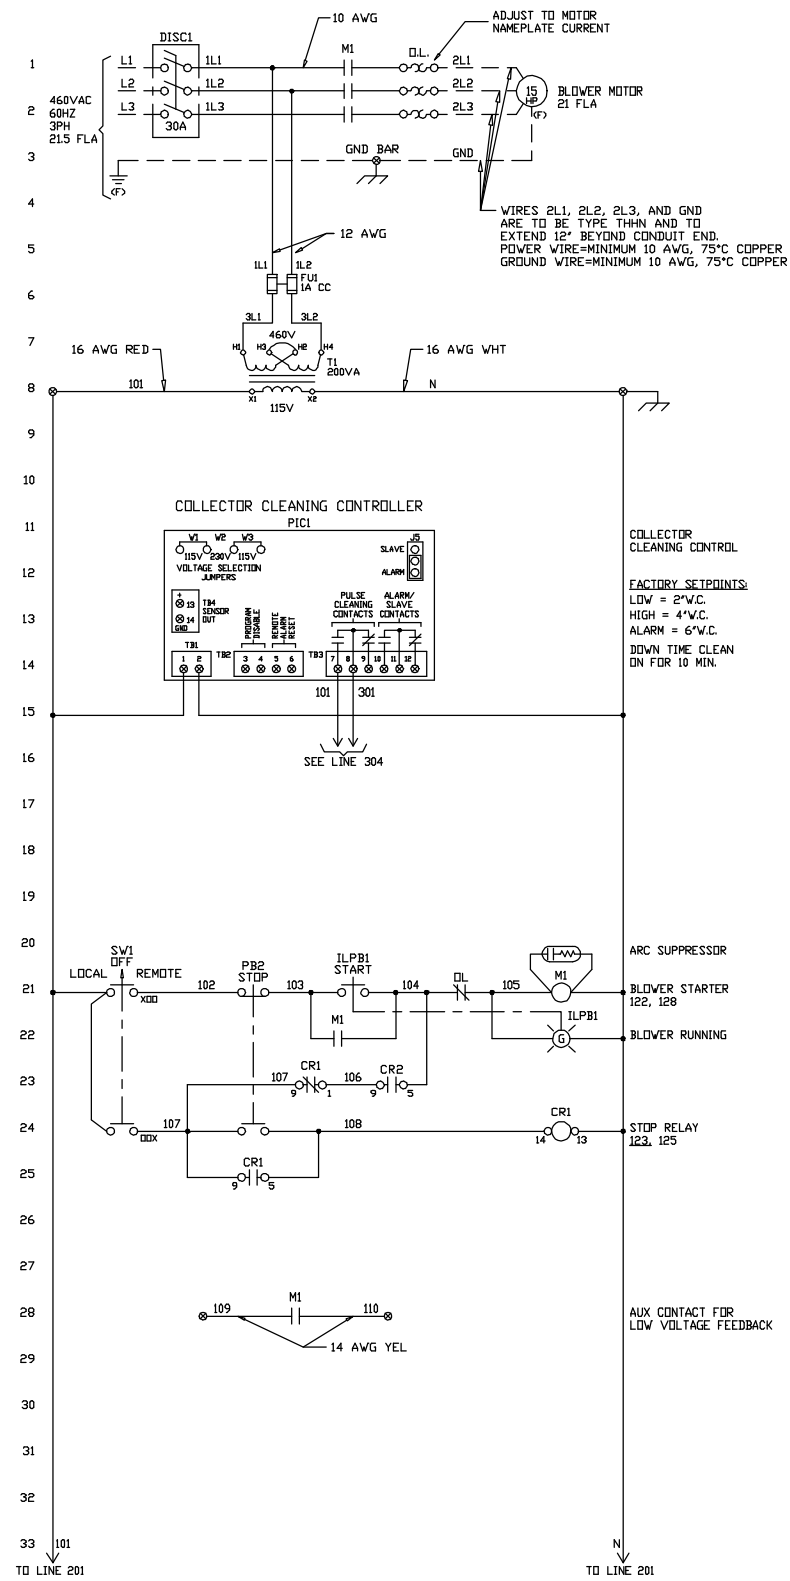 10 AWG
ADJUST TO MOTOR
NAMEPLATE CURRENT
DISC1
M1
O.L.
1
L1
1L1
2L1
L2
1L2
2L2
15
HP
BLOWER MOTOR
21 FLA
460VAC
60HZ
3PH
21.5 FLA
2
L3
1L3
2L3
30A
(F)
3
GND BAR
GND
(F)
4
WIRES 2L1, 2L2, 2L3, AND GND
ARE TO BE TYPE THHN AND TO
EXTEND 12" BEYOND CONDUIT END.
POWER WIRE=MINIMUM 10 AWG, 75°C COPPER
GROUND WIRE=MINIMUM 10 AWG, 75°C COPPER
12 AWG
5
1L1
1L2
FU1
1A CC
6
3L1
3L2
7
460V
H1
H3
H2
H4
16 AWG RED
16 AWG WHT
T1
200VA
8
101
N
X1
X2
115V
9
10
COLLECTOR CLEANING CONTROLLER
11
PIC1
W1
W2
W3
115V
230V
115V
VOLTAGE SELECTION
JUMPERS
J5
SLAVE
ALARM
COLLECTOR
CLEANING CONTROL
12
FACTORY SETPOINTS:
LOW = 2"W.C.
HIGH = 4"W.C.
ALARM = 6"W.C.
DOWN TIME CLEAN
ON FOR 10 MIN.
+
13
14
GND
TB4
SENSOR
OUT
PROGRAM
DISABLE
REMOTE
ALARM
RESET
PULSE
CLEANING
CONTACTS
ALARM/
SLAVE
CONTACTS
13
14
TB1
1
2
TB2
3
4
5
6
TB3
7
8
9
10
11
12
101
301
15
16
SEE LINE 304
17
18
19
20
ARC SUPPRESSOR
SW1
OFF
LOCAL
REMOTE
PB2
STOP
ILPB1
START
21
XOO
102
103
104
OL
105
M1
BLOWER STARTER
122, 128
ILPB1
22
M1
G
BLOWER RUNNING
23
107
CR1
9
1
106
CR2
9
5
24
OOX
107
108
CR1
14
13
STOP RELAY
123, 125
25
CR1
9
5
26
27
28
109
M1
110
AUX CONTACT FOR
LOW VOLTAGE FEEDBACK
14 AWG YEL
29
30
31
32
33
101
N
TO LINE 201
TO LINE 201